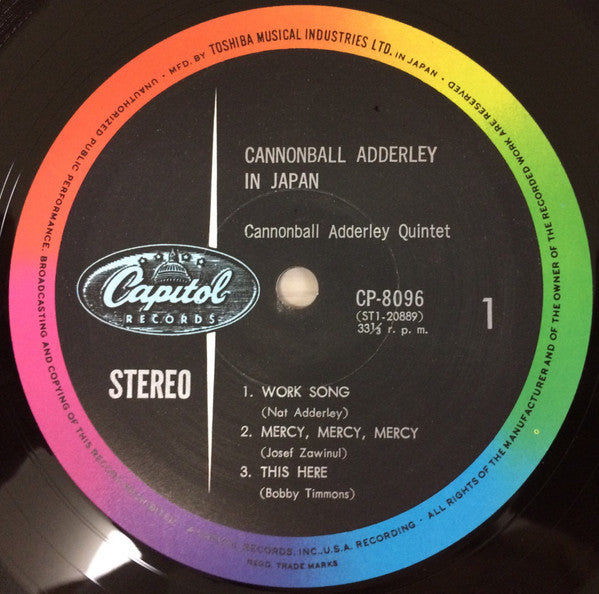 MFD. BY TOSHIBA MUSICAL INDUSTRIES LTD. IN JAPAN •
ALL RIGHTS OF THE MANUFACTURER AND OF THE OWNER OF THE RECORDED WORK ARE RESERVED
UNAUTHORIZED PUBLIC PERFORMANCE, BROADCASTING AND COPYING OF THIS RECORD PROHIBITED •
RECORDS, INC., U.S.A. RECORDING •
REGD. TRADE MARKS
CANNONBALL ADDERLEY
IN JAPAN
Cannonball Adderley Quintet
Capitol
RECORDS
CP-8096
(ST1-20889)
33⅓ r. p. m.
1
STEREO
1. WORK SONG
(Nat Adderley)
2. MERCY, MERCY, MERCY
(Josef Zawinul)
3. THIS HERE
(Bobby Timmons)